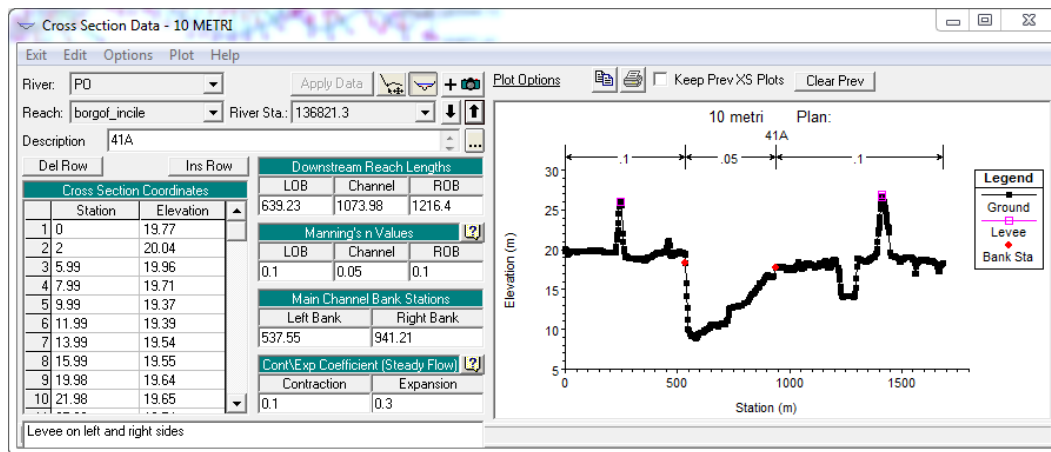 Cross Section Data - 10 METRI
Exit Edit Options Plot Help
River: PO Apply Data + Plot Options Keep Prev XS Plots Clear Prev
Reach: borgof_incile River Sta.: 136821.3
Description 41A ...
Del Row Ins Row
Cross Section Coordinates
Station Elevation
1 0 19.77
2 2 20.04
3 5.99 19.96
4 7.99 19.71
5 9.99 19.37
6 11.99 19.39
7 13.99 19.54
8 15.99 19.55
9 19.98 19.64
10 21.98 19.65
Downstream Reach Lengths
LOB Channel ROB
639.23 1073.98 1216.4
Manning's n Values
LOB Channel ROB
0.1 0.05 0.1
Main Channel Bank Stations
Left Bank Right Bank
537.55 941.21
Cont\Exp Coefficient (Steady Flow)
Contraction Expansion
0.1 0.3
Levee on left and right sides
10 metri Plan:
41A
.1 .05 .1
30
25
20
15
10
5
Elevation (m)
0 500 1000 1500
Station (m)
Legend
Ground
Levee
Bank Sta